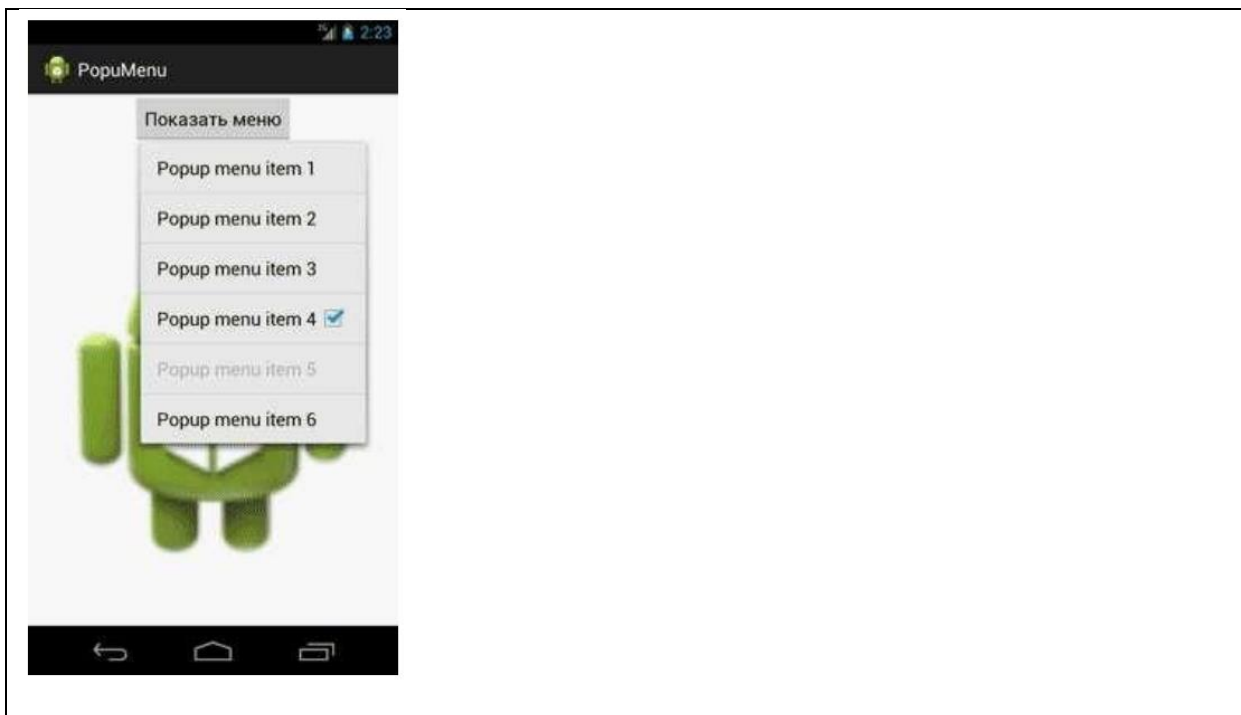 3G 2:23
PopuMenu
Показать меню
Popup menu item 1
Popup menu item 2
Popup menu item 3
Popup menu item 4
Popup menu item 5
Popup menu item 6